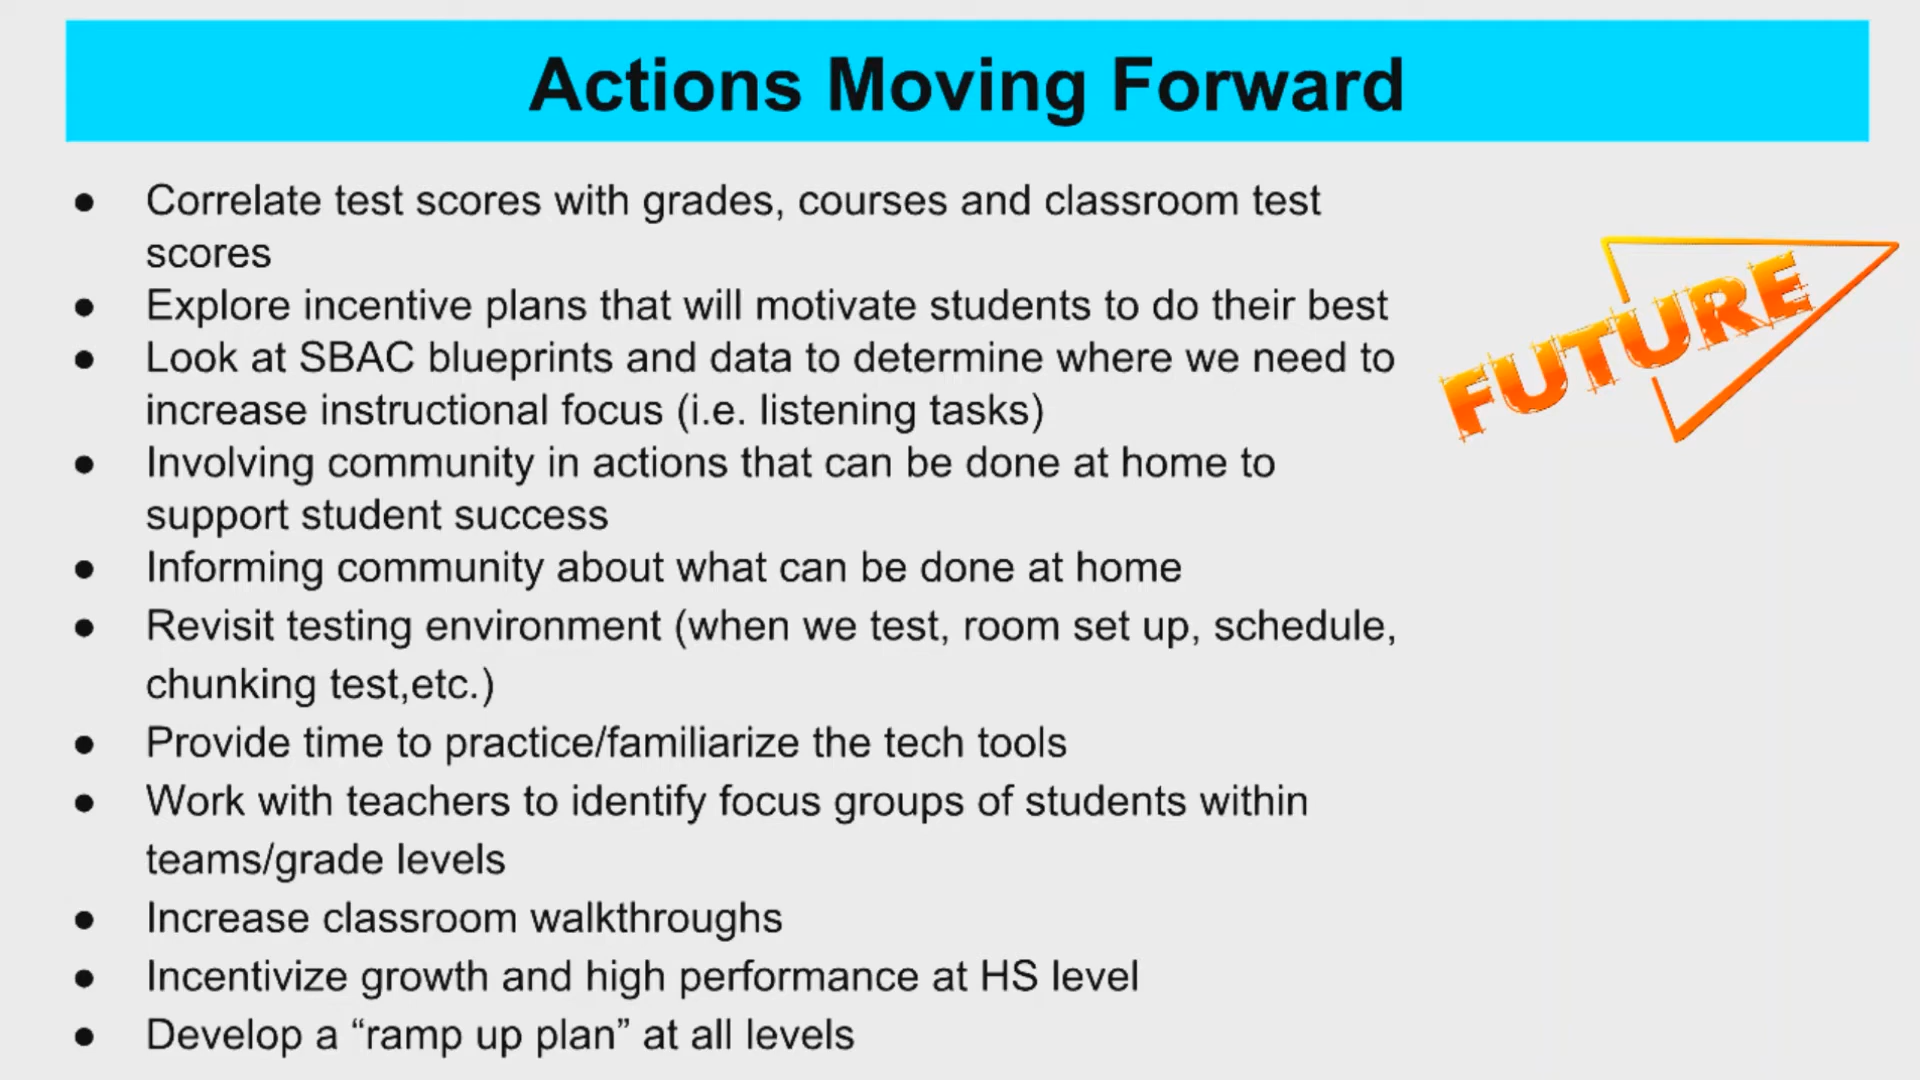 Actions Moving Forward
● Correlate test scores with grades, courses and classroom test
scores
● Explore incentive plans that will motivate students to do their best
● Look at SBAC blueprints and data to determine where we need to
increase instructional focus (i.e. listening tasks)
● Involving community in actions that can be done at home to
support student success
● Informing community about what can be done at home
● Revisit testing environment (when we test, room set up, schedule,
chunking test,etc.)
● Provide time to practice/familiarize the tech tools
● Work with teachers to identify focus groups of students within
teams/grade levels
● Increase classroom walkthroughs
● Incentivize growth and high performance at HS level
● Develop a “ramp up plan” at all levels
FUTURE